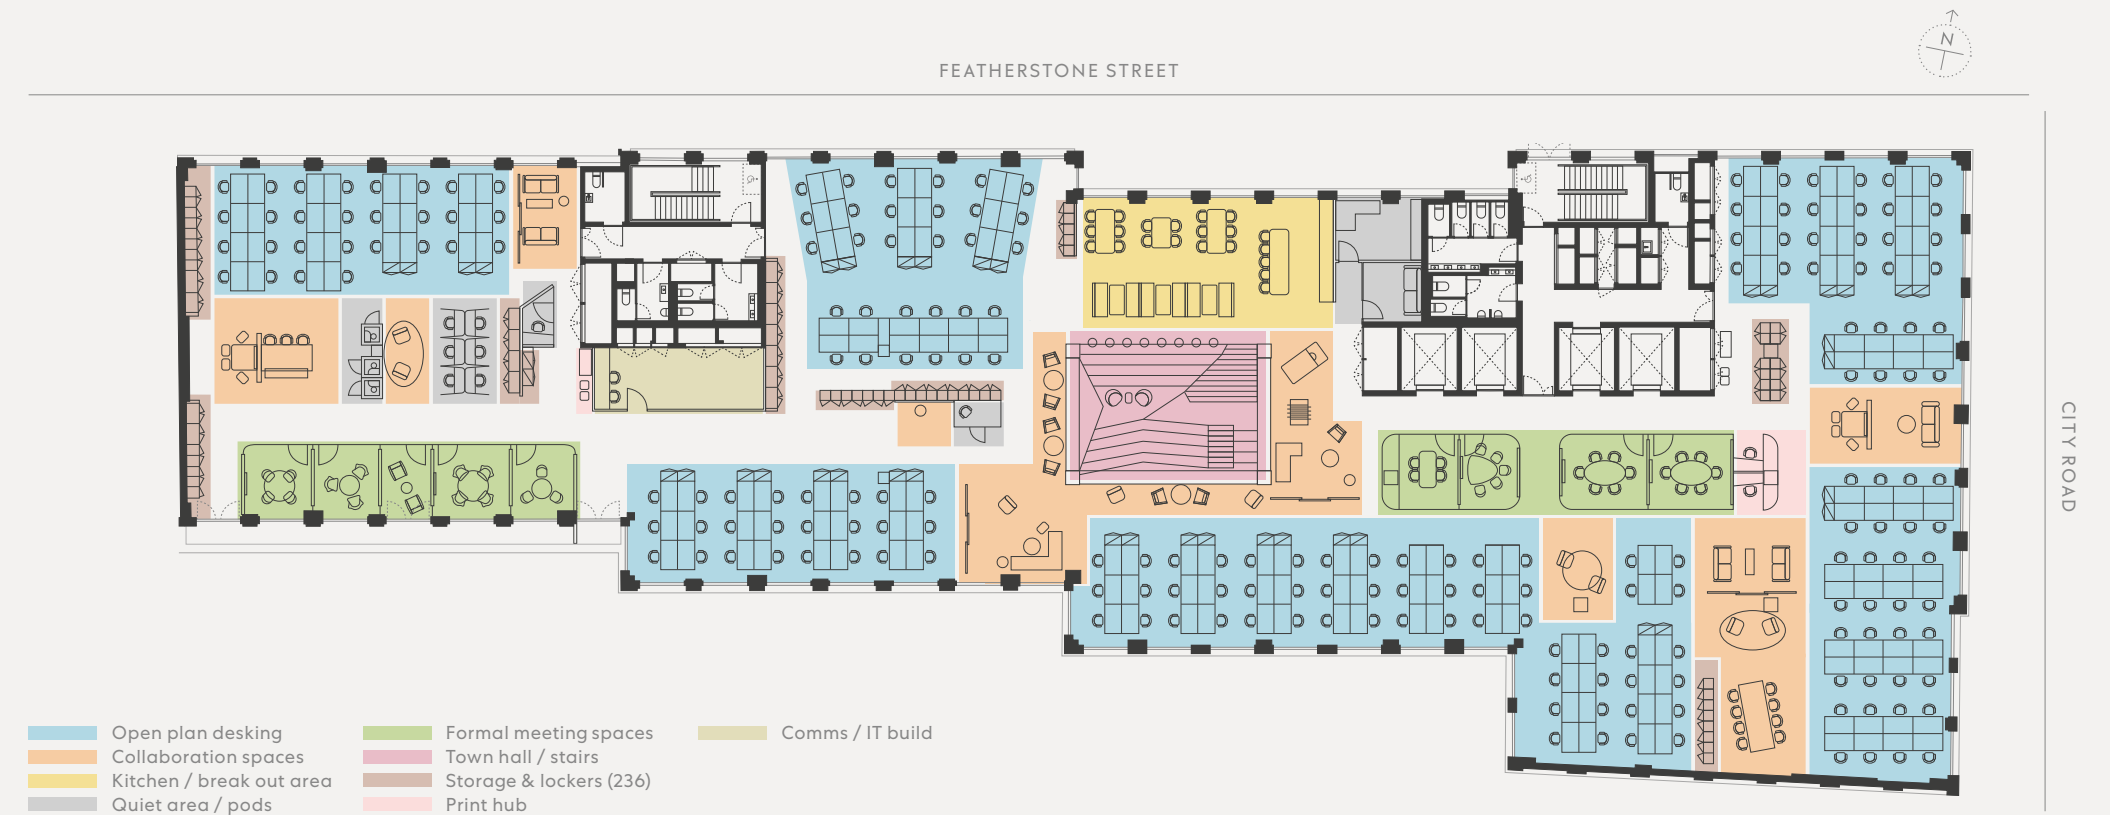 N
FEATHERSTONE STREET
CITY ROAD
Open plan desking
Collaboration spaces
Kitchen / break out area
Quiet area / pods
Formal meeting spaces
Town hall / stairs
Storage & lockers (236)
Print hub
Comms / IT build